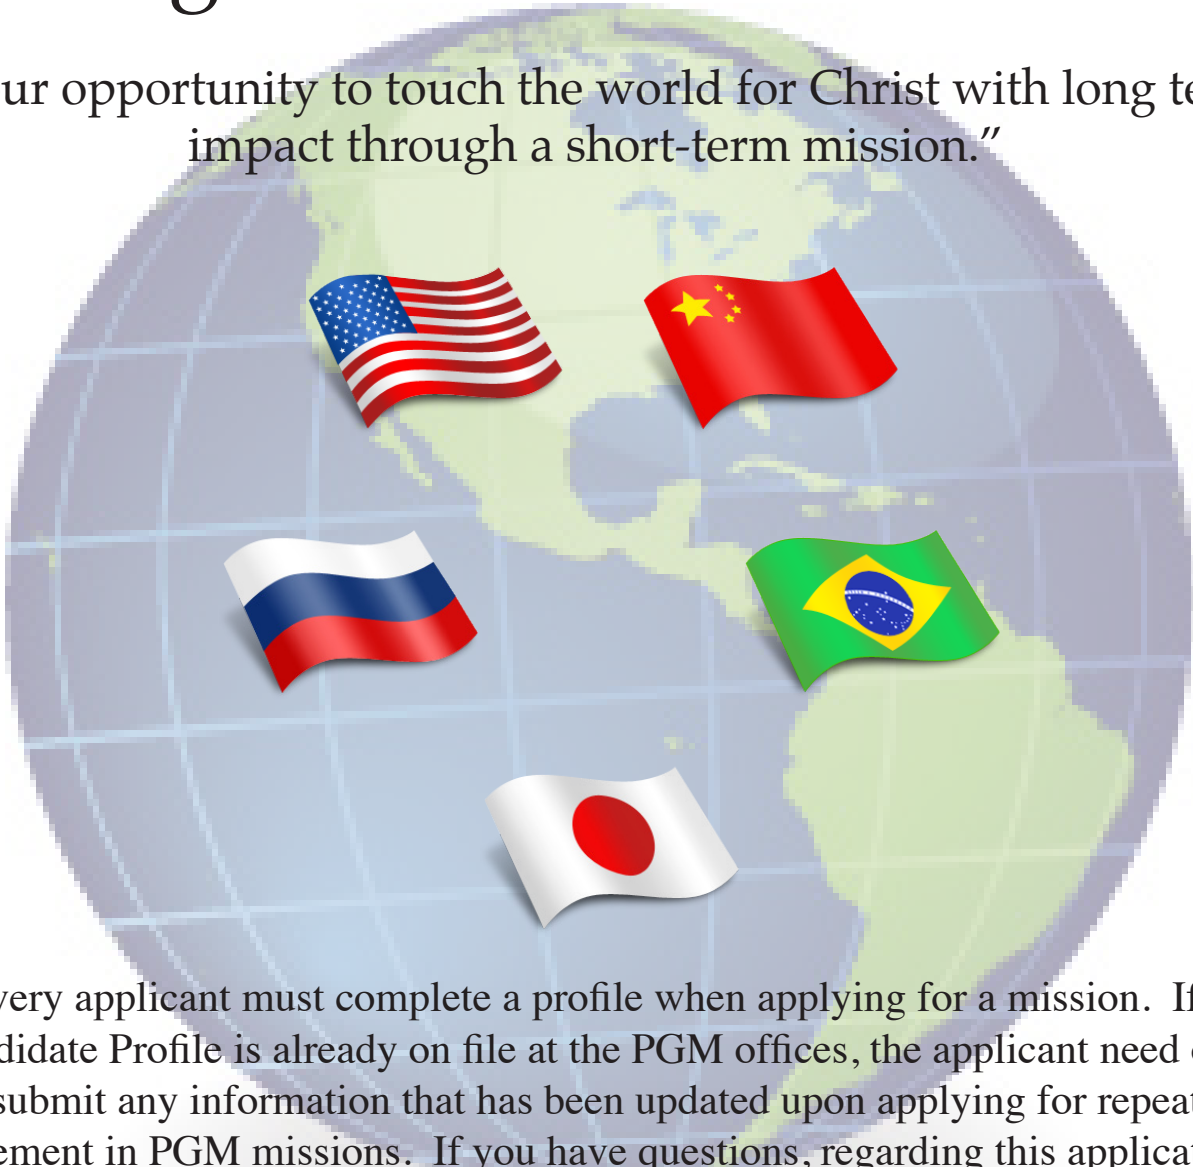 ur opportunity to touch the world for Christ with long te
impact through a short-term mission.”
very applicant must complete a profile when applying for a mission. If
didate Profile is already on file at the PGM offices, the applicant need
submit any information that has been updated upon applying for repeat
ement in PGM missions. If you have questions, regarding this applica